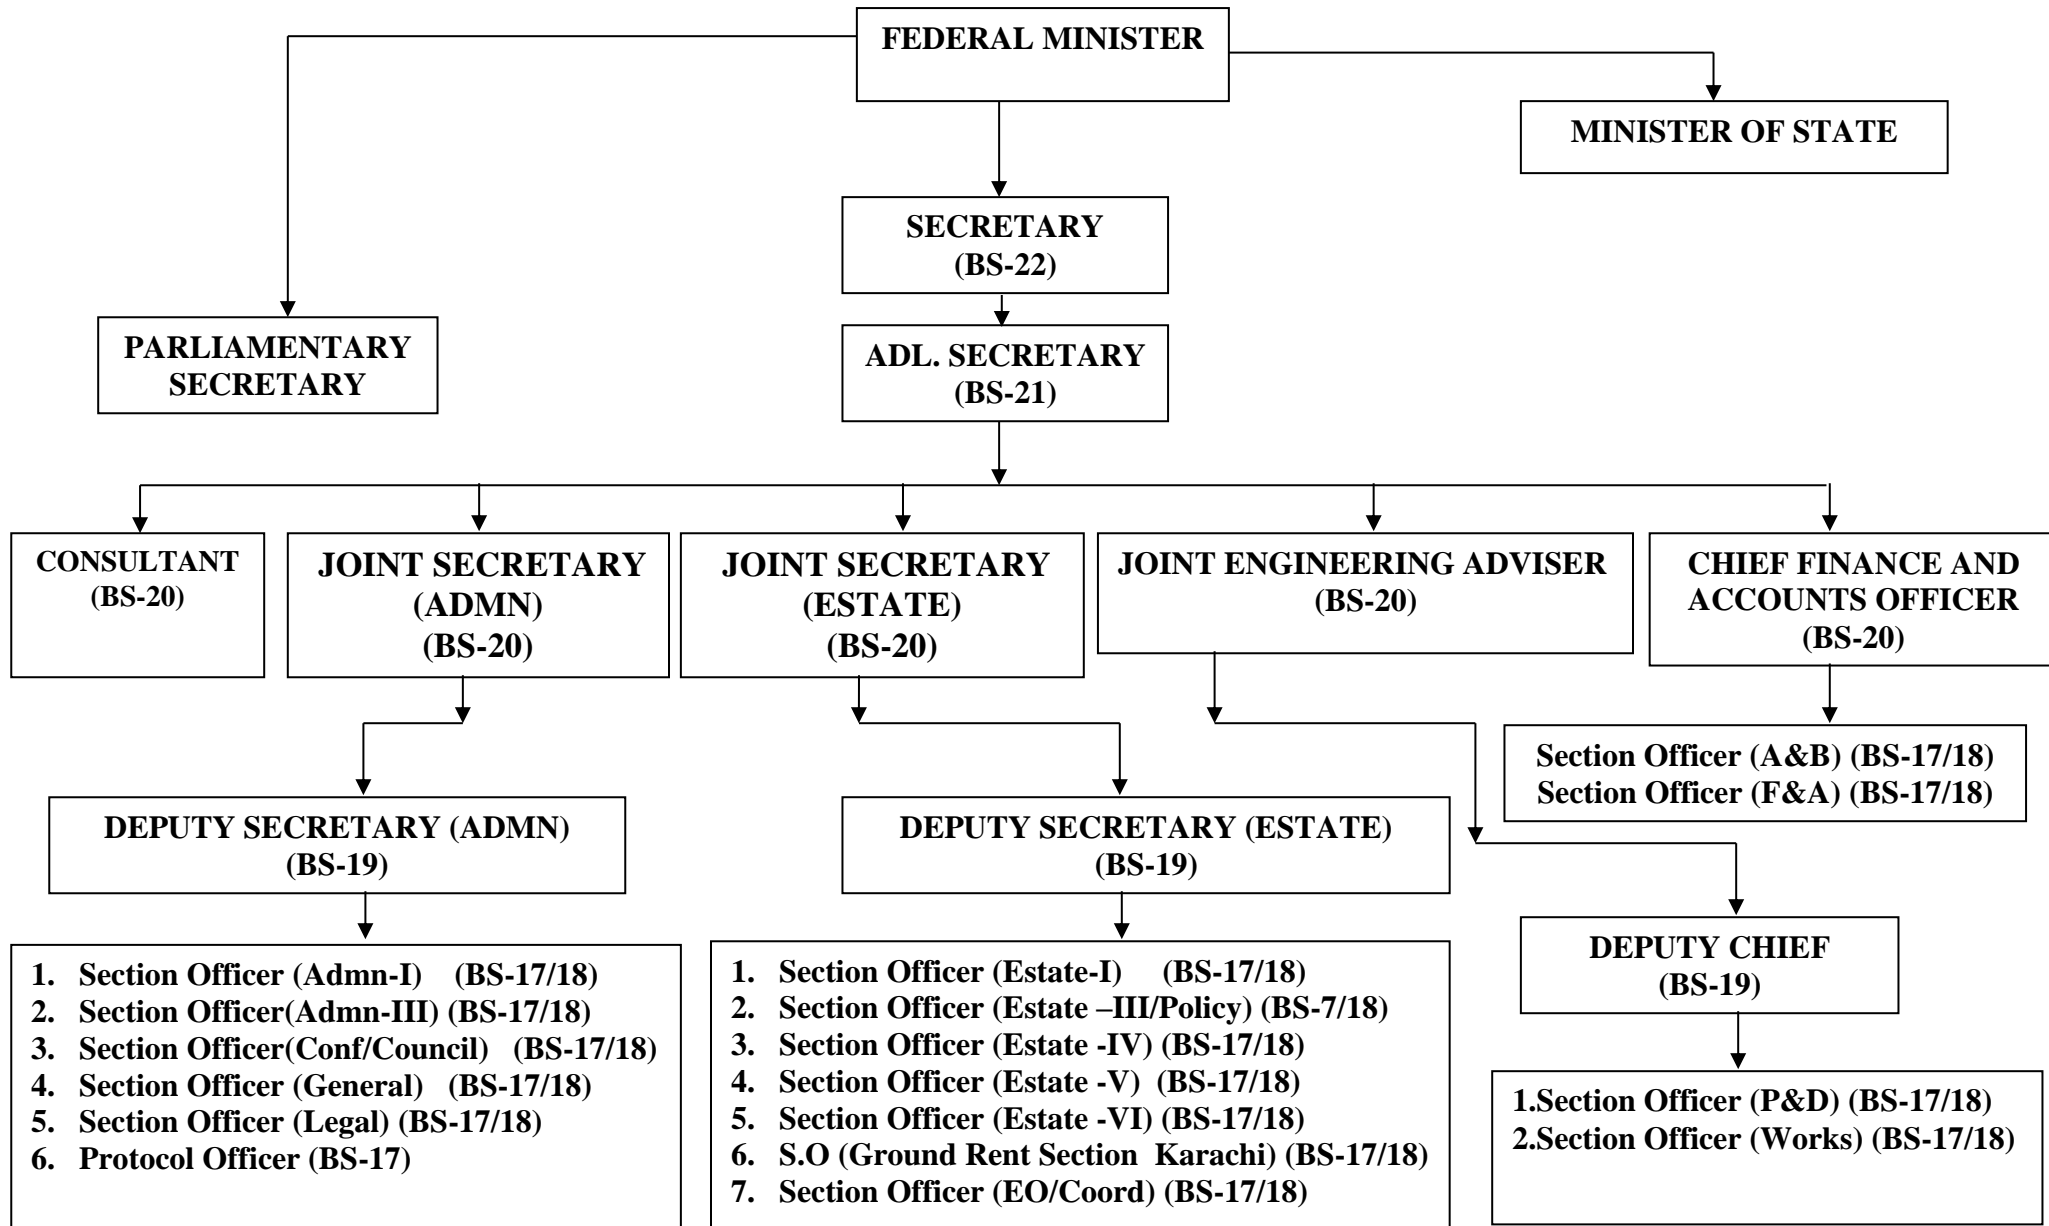 FEDERAL MINISTER
MINISTER OF STATE
SECRETARY
(BS-22)
PARLIAMENTARY
SECRETARY
ADL. SECRETARY
(BS-21)
CONSULTANT
(BS-20)
JOINT SECRETARY
(ADMN)
(BS-20)
JOINT SECRETARY
(ESTATE)
(BS-20)
JOINT ENGINEERING ADVISER
(BS-20)
CHIEF FINANCE AND
ACCOUNTS OFFICER
(BS-20)
Section Officer (A&B) (BS-17/18)
Section Officer (F&A) (BS-17/18)
DEPUTY SECRETARY (ADMN)
(BS-19)
DEPUTY SECRETARY (ESTATE)
(BS-19)
DEPUTY CHIEF
(BS-19)
1. Section Officer (Admn-I) (BS-17/18)
2. Section Officer(Admn-III) (BS-17/18)
3. Section Officer(Conf/Council) (BS-17/18)
4. Section Officer (General) (BS-17/18)
5. Section Officer (Legal) (BS-17/18)
6. Protocol Officer (BS-17)
1. Section Officer (Estate-I) (BS-17/18)
2. Section Officer (Estate –III/Policy) (BS-7/18)
3. Section Officer (Estate -IV) (BS-17/18)
4. Section Officer (Estate -V) (BS-17/18)
5. Section Officer (Estate -VI) (BS-17/18)
6. S.O (Ground Rent Section Karachi) (BS-17/18)
7. Section Officer (EO/Coord) (BS-17/18)
1.Section Officer (P&D) (BS-17/18)
2.Section Officer (Works) (BS-17/18)